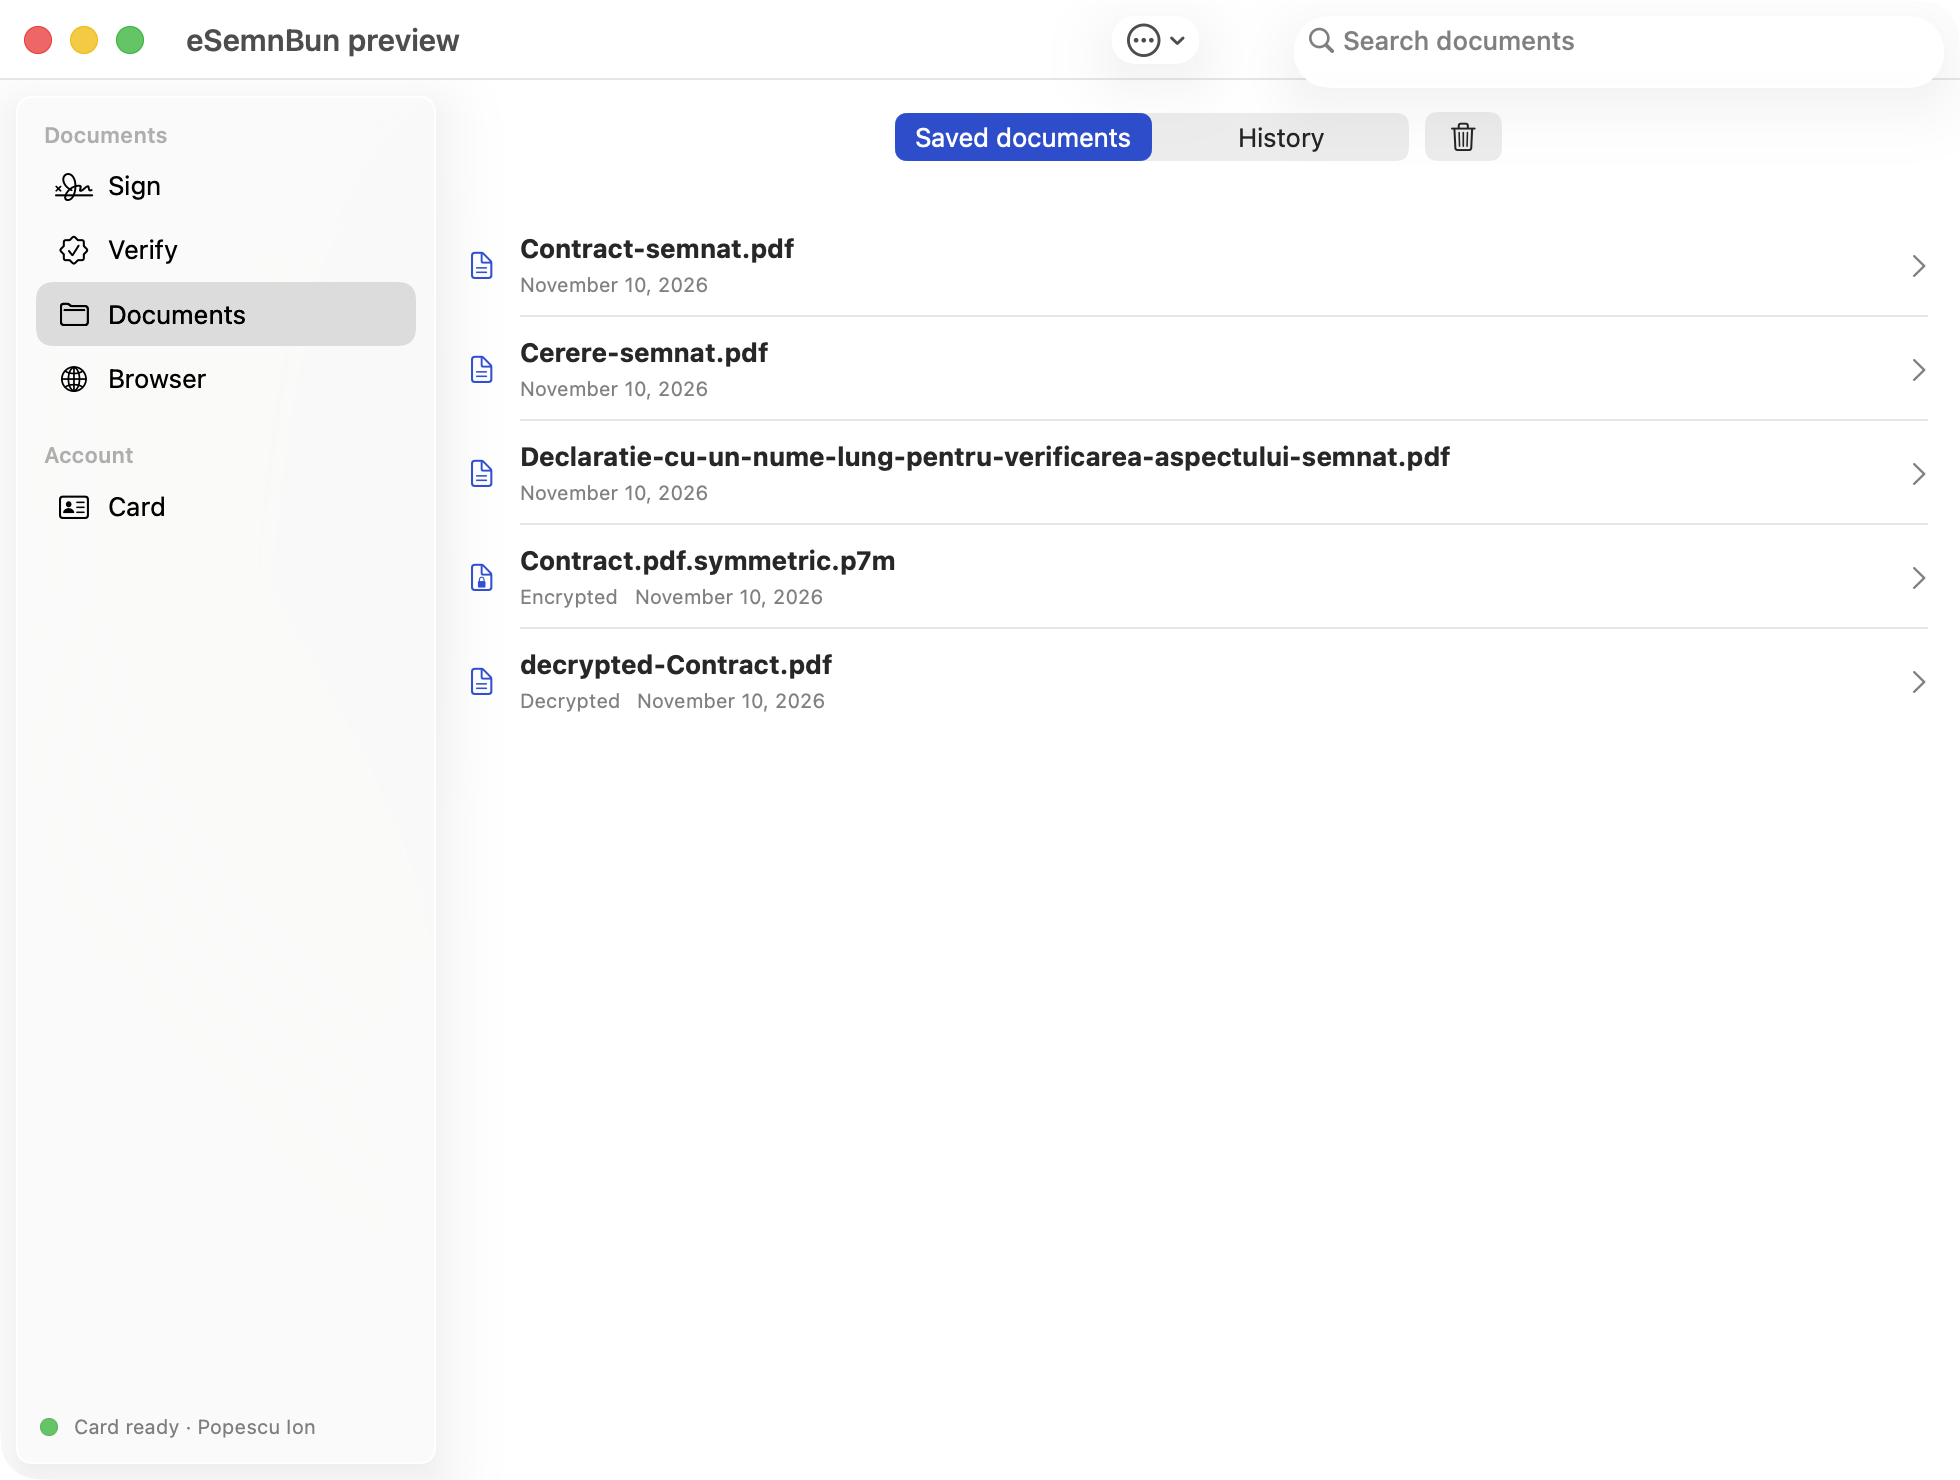 eSemnBun preview
Search documents
Documents
Sign
Verify
Documents
Browser
Account
Card
Card ready · Popescu Ion
Saved documents
History
Contract-semnat.pdf
November 10, 2026
Cerere-semnat.pdf
November 10, 2026
Declaratie-cu-un-nume-lung-pentru-verificarea-aspectului-semnat.pdf
November 10, 2026
Contract.pdf.symmetric.p7m
Encrypted November 10, 2026
decrypted-Contract.pdf
Decrypted November 10, 2026